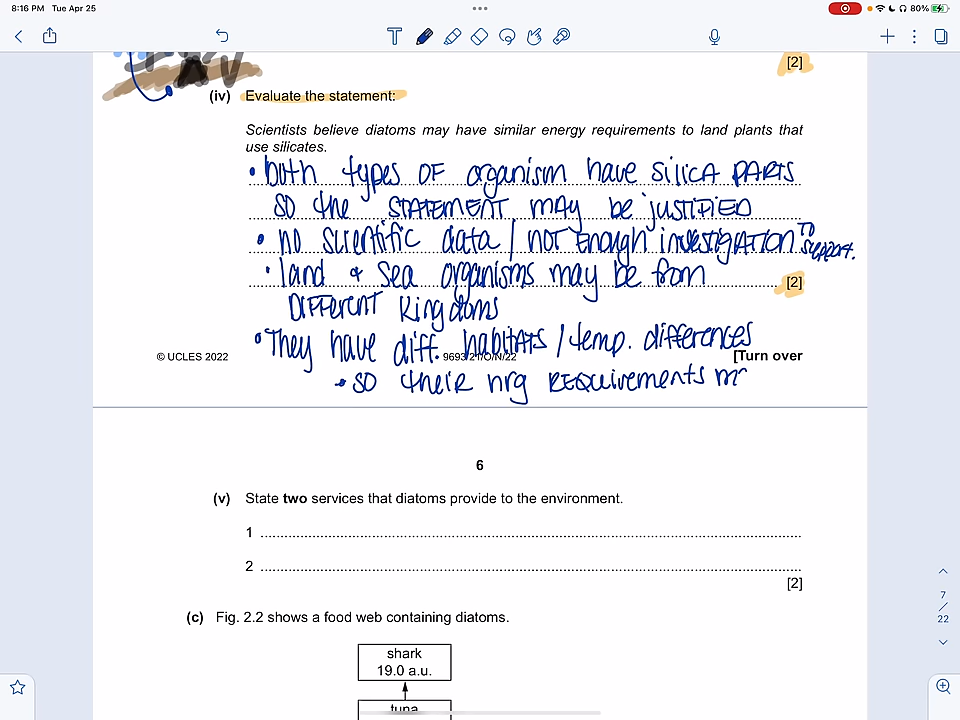 8:16 PM Tue Apr 25
80%
[2]
(iv) Evaluate the statement:
Scientists believe diatoms may have similar energy requirements to land plants that
use silicates.
• both types OF organism have silicA PARTS
SO the STATEMENT may be justified
• no scientific data / not enough investigATION TO support.
• land & sea organisms may be from
[2]
DIFFerent Kingdoms
• They have diff. habitats / temp. differences
© UCLES 2022 9693/21/O/N/22 [Turn over
• SO their nrg REQuirements
6
(v) State two services that diatoms provide to the environment.
1
2
[2]
(c) Fig. 2.2 shows a food web containing diatoms.
shark
19.0 a.u.
tuna
7
/
22